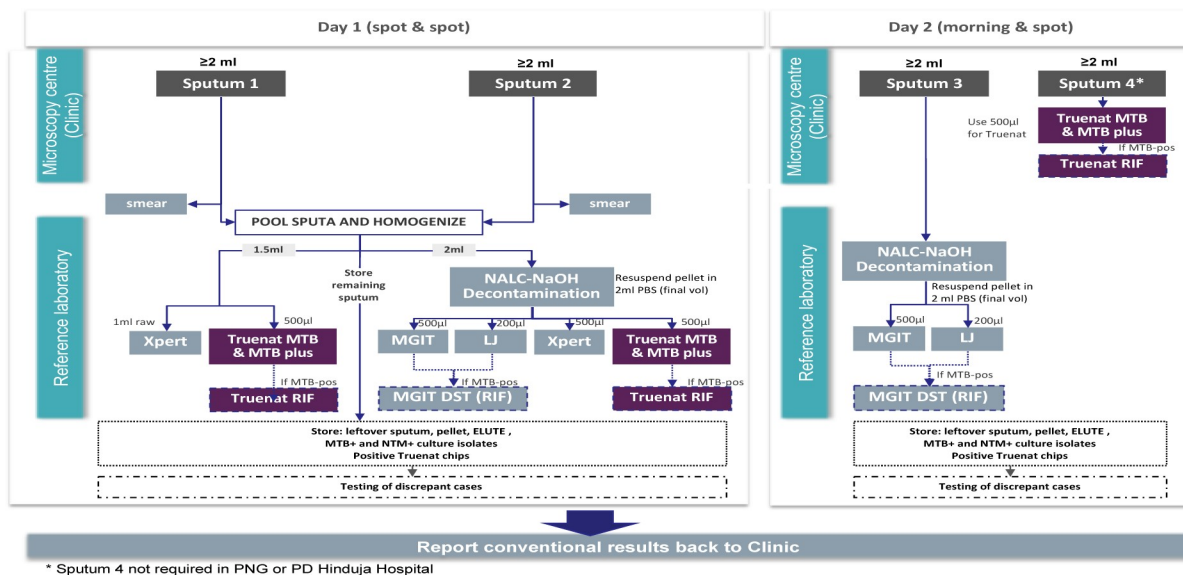 Day 1 (spot & spot)
Day 2 (morning & spot)
Microscopy centre
(Clinic)
≥2 ml
Sputum 1
≥2 ml
Sputum 2
smear
smear
Reference laboratory
POOL SPUTA AND HOMOGENIZE
1.5ml
2ml
Store
remaining
sputum
NALC-NaOH
Decontamination
Resuspend pellet in
2ml PBS (final vol)
1ml raw
500µl
500µl
200µl
500µl
500µl
Xpert
Truenat MTB
& MTB plus
MGIT
LJ
Xpert
Truenat MTB
& MTB plus
If MTB-pos
If MTB-pos
If MTB-pos
Truenat RIF
MGIT DST (RIF)
Truenat RIF
Store: leftover sputum, pellet, ELUTE ,
MTB+ and NTM+ culture isolates
Positive Truenat chips
Testing of discrepant cases
Microscopy centre
(Clinic)
≥2 ml
Sputum 3
≥2 ml
Sputum 4*
Use 500µl
for Truenat
Truenat MTB
& MTB plus
If MTB-pos
Truenat RIF
Reference laboratory
NALC-NaOH
Decontamination
Resuspend pellet in
2 ml PBS (final vol)
500µl
200µl
MGIT
LJ
If MTB-pos
MGIT DST (RIF)
Store: leftover sputum, pellet, ELUTE ,
MTB+ and NTM+ culture isolates
Positive Truenat chips
Testing of discrepant cases
Report conventional results back to Clinic
* Sputum 4 not required in PNG or PD Hinduja Hospital